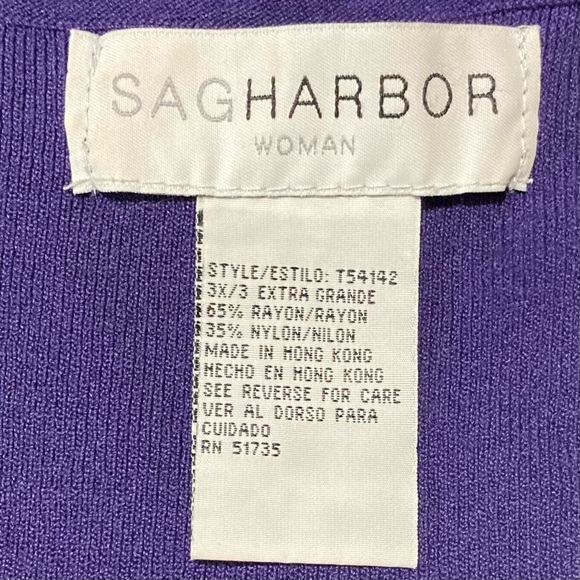 SAGHARBOR
WOMAN
STYLE/ESTILO: T54142
3X/3 EXTRA GRANDE
65% RAYON/RAYON
35% NYLON/NILON
MADE IN HONG KONG
HECHO EN HONG KONG
SEE REVERSE FOR CARE
VER AL DORSO PARA
CUIDADO
RN 51735